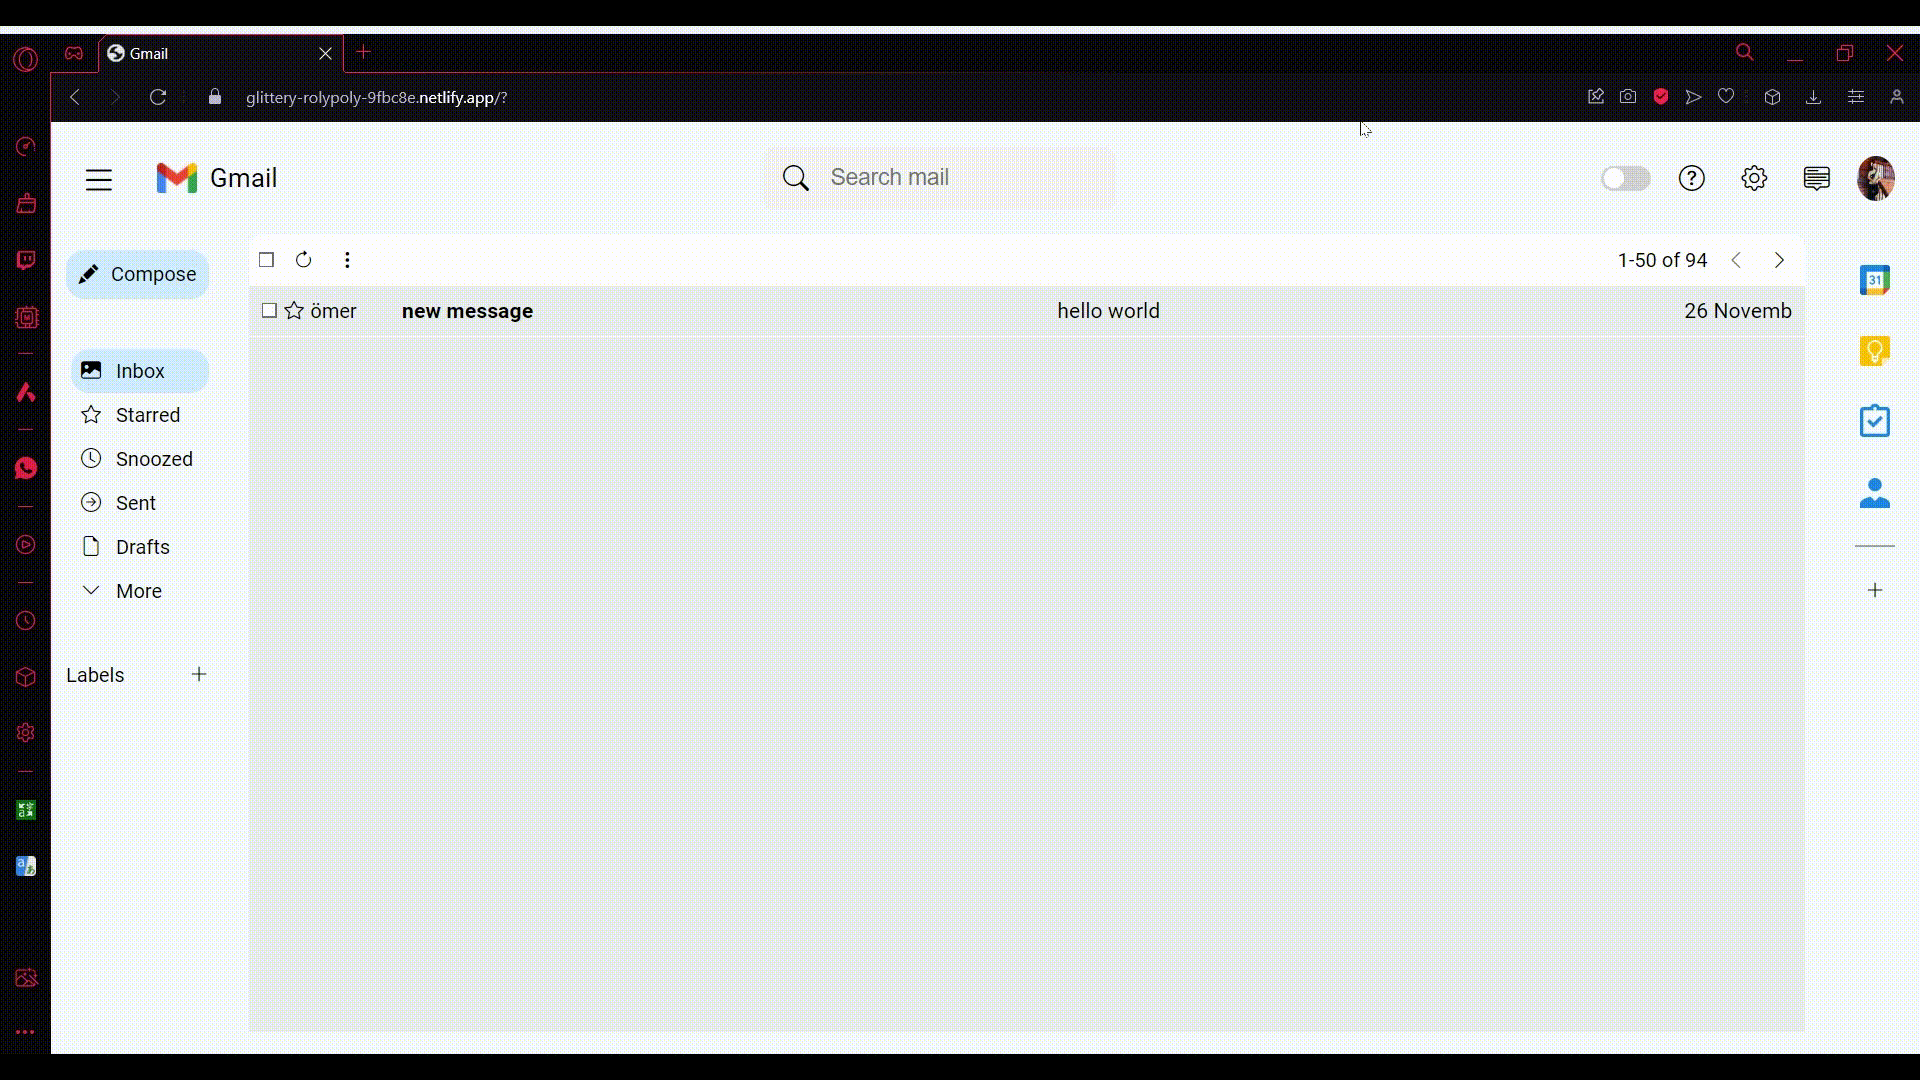 Gmail
glittery-rolypoly-9fbc8e.netlify.app/?
Gmail
Search mail
Compose
1-50 of 94
ömer new message hello world 26 Novemb
Inbox
Starred
Snoozed
Sent
Drafts
More
Labels
31